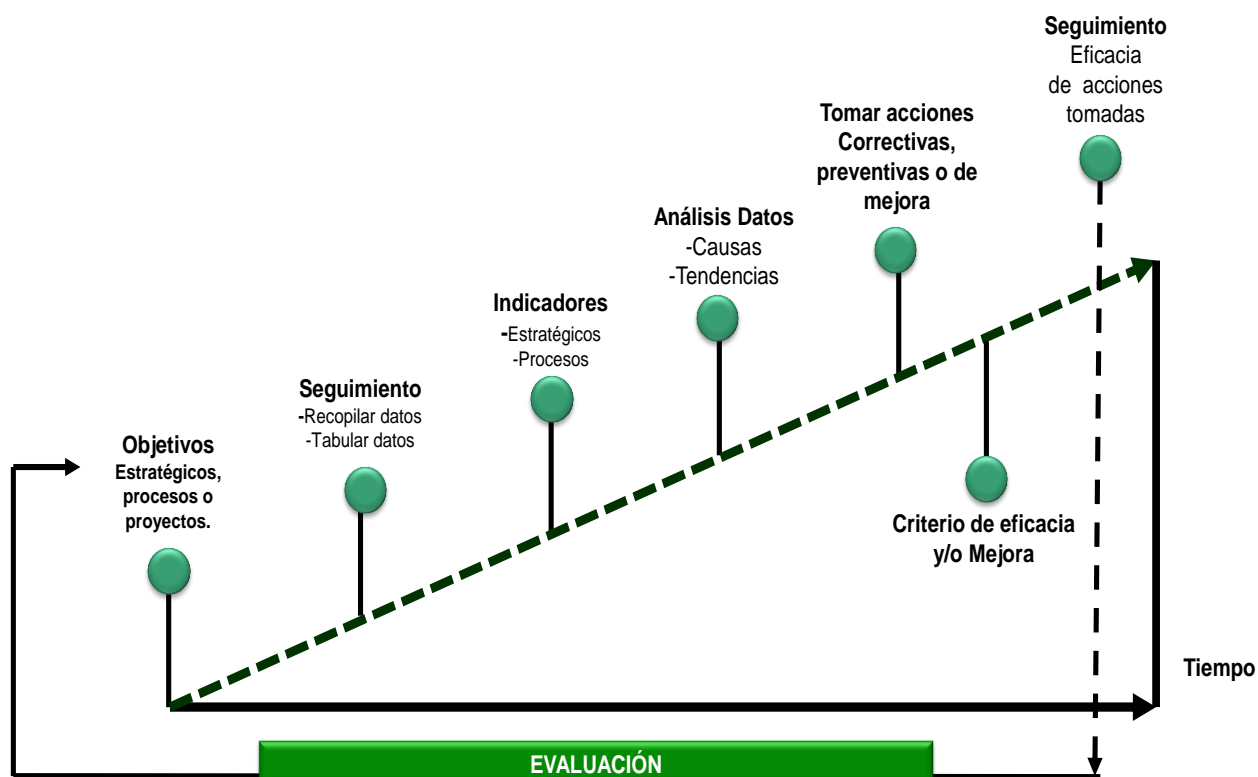 Objetivos
Estratégicos,
procesos o
proyectos.
Seguimiento
-Recopilar datos
-Tabular datos
Indicadores
-Estratégicos
-Procesos
Análisis Datos
-Causas
-Tendencias
Tomar acciones
Correctivas,
preventivas o de
mejora
Criterio de eficacia
y/o Mejora
Seguimiento
Eficacia
de acciones
tomadas
Tiempo
EVALUACIÓN